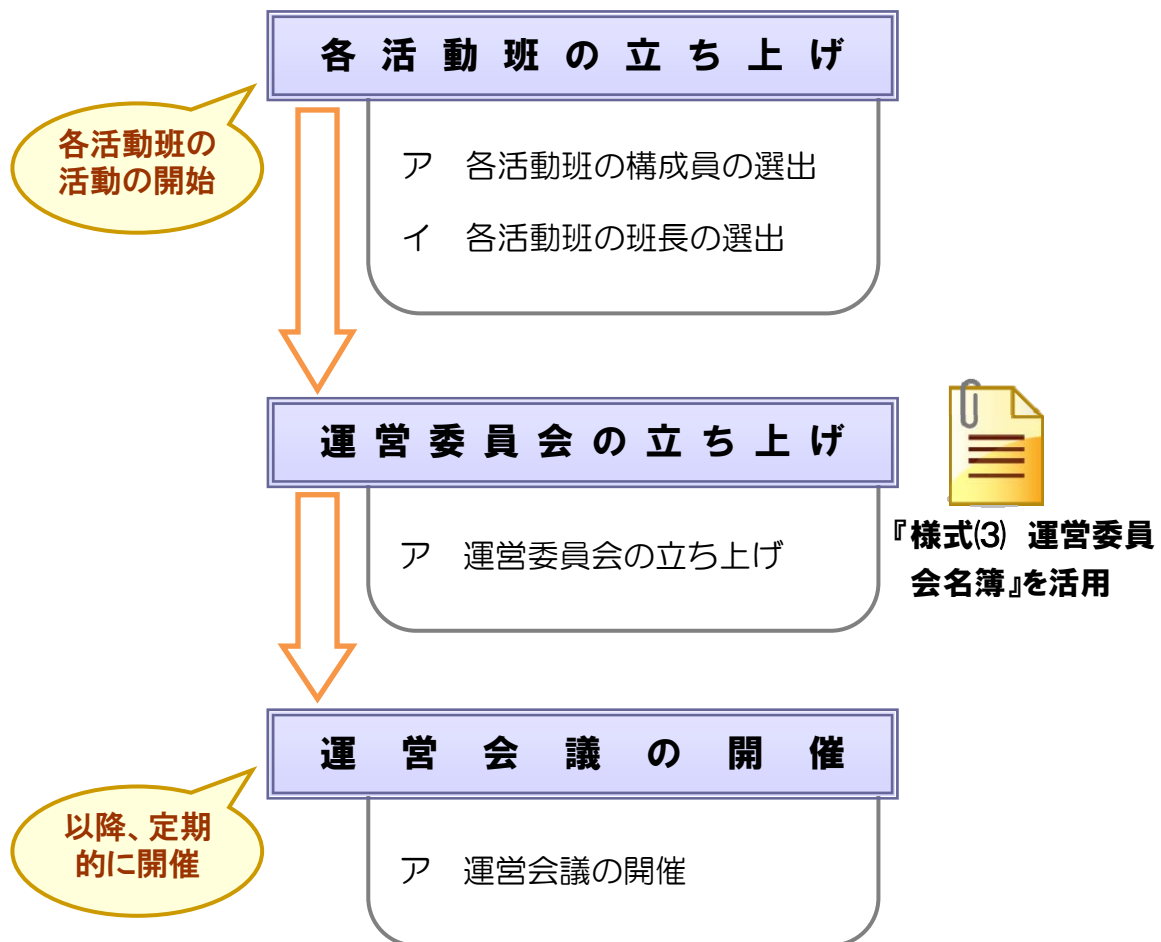 各活動班の立ち上げ
各活動班の
活動の開始
ア 各活動班の構成員の選出
イ 各活動班の班長の選出
運営委員会の立ち上げ
ア 運営委員会の立ち上げ
『様式⑶ 運営委員
会名簿』を活用
運営会議の開催
以降、定期
的に開催
ア 運営会議の開催